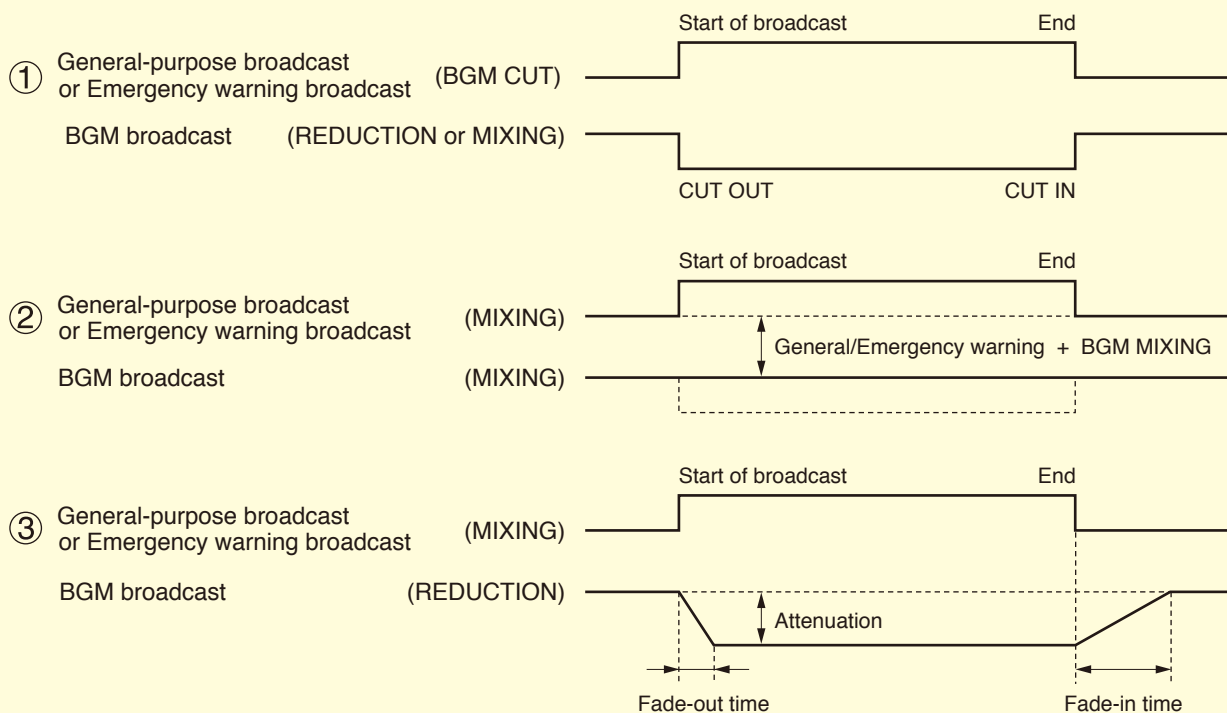 Start of broadcast End
① General-purpose broadcast
or Emergency warning broadcast (BGM CUT)
BGM broadcast (REDUCTION or MIXING)
CUT OUT CUT IN
Start of broadcast End
② General-purpose broadcast
or Emergency warning broadcast (MIXING)
General/Emergency warning + BGM MIXING
BGM broadcast (MIXING)
Start of broadcast End
③ General-purpose broadcast
or Emergency warning broadcast (MIXING)
BGM broadcast (REDUCTION)
Attenuation
Fade-out time Fade-in time